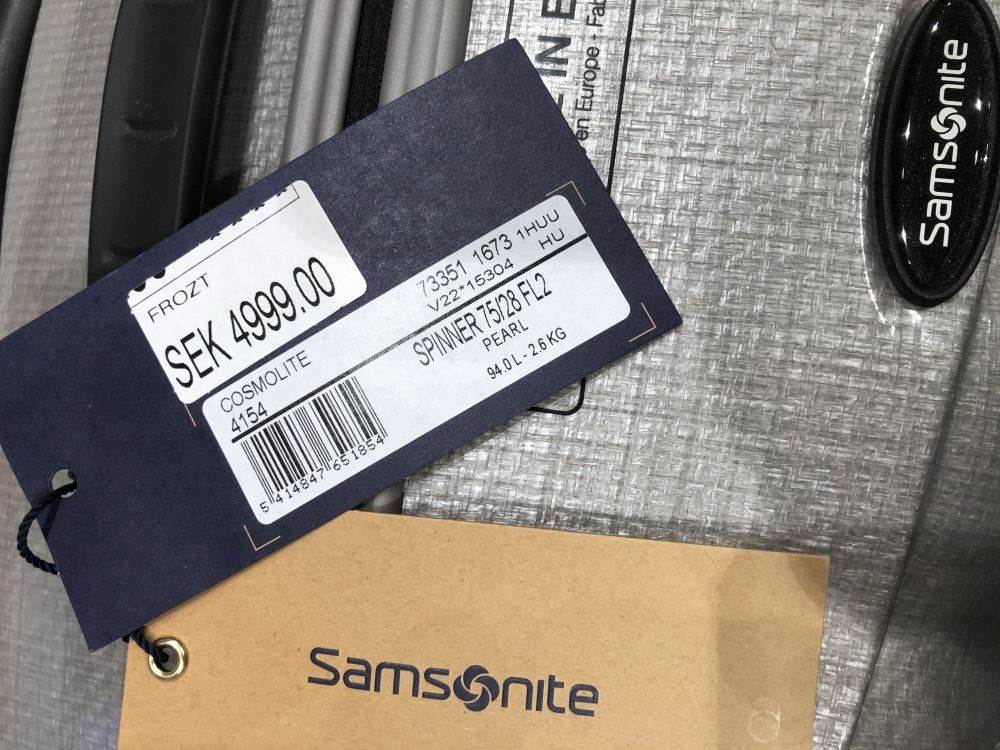 IN E
en Europe - Fab
Samsonite
FROZT
SEK 4999.00
73351 1673 1HUU
V22*15304 HU
COSMOLITE
SPINNER 75/28 FL2
4154
PEARL
94.0 L - 2.6 KG
5 414847 651854
Samsonite